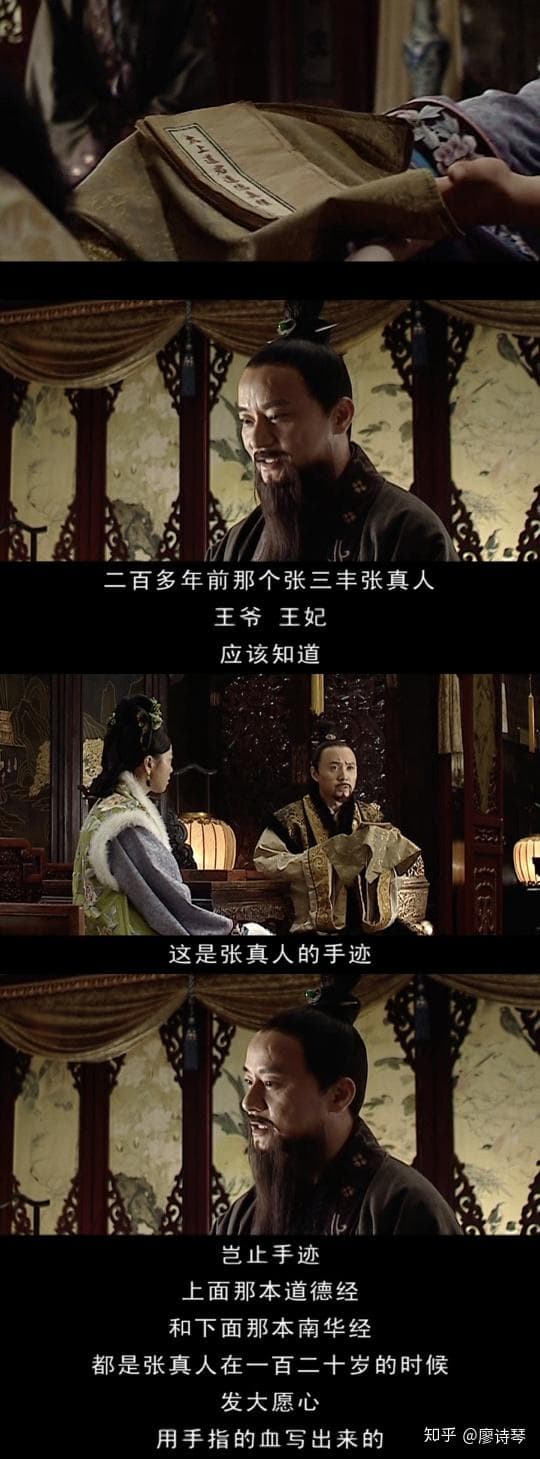 二百多年前那个张三丰张真人
王爷 王妃
应该知道
这是张真人的手迹
岂止手迹
上面那本道德经
和下面那本南华经
都是张真人在一百二十岁的时候
发大愿心
用手指的血写出来的
知乎 @廖诗琴